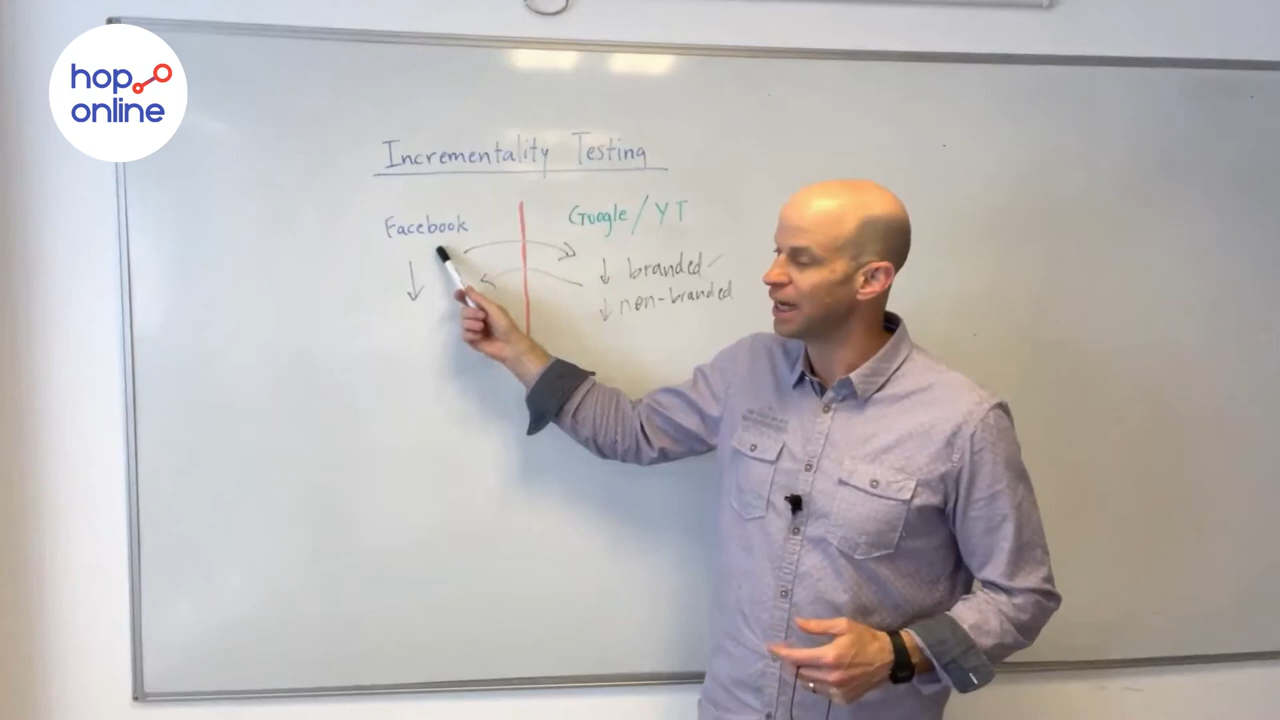 hop
online
Incrementality Testing
Facebook
Google/YT
↓ branded
↓ non-branded